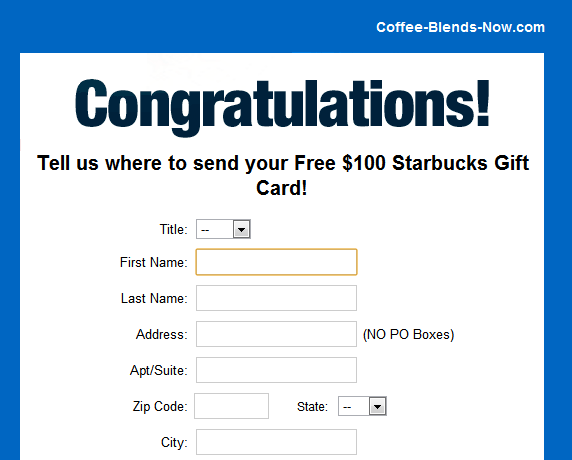 Coffee-Blends-Now.com
Congratulations!
Tell us where to send your Free $100 Starbucks Gift
Card!
Title: --
First Name:
Last Name:
Address: (NO PO Boxes)
Apt/Suite:
Zip Code: State: --
City: